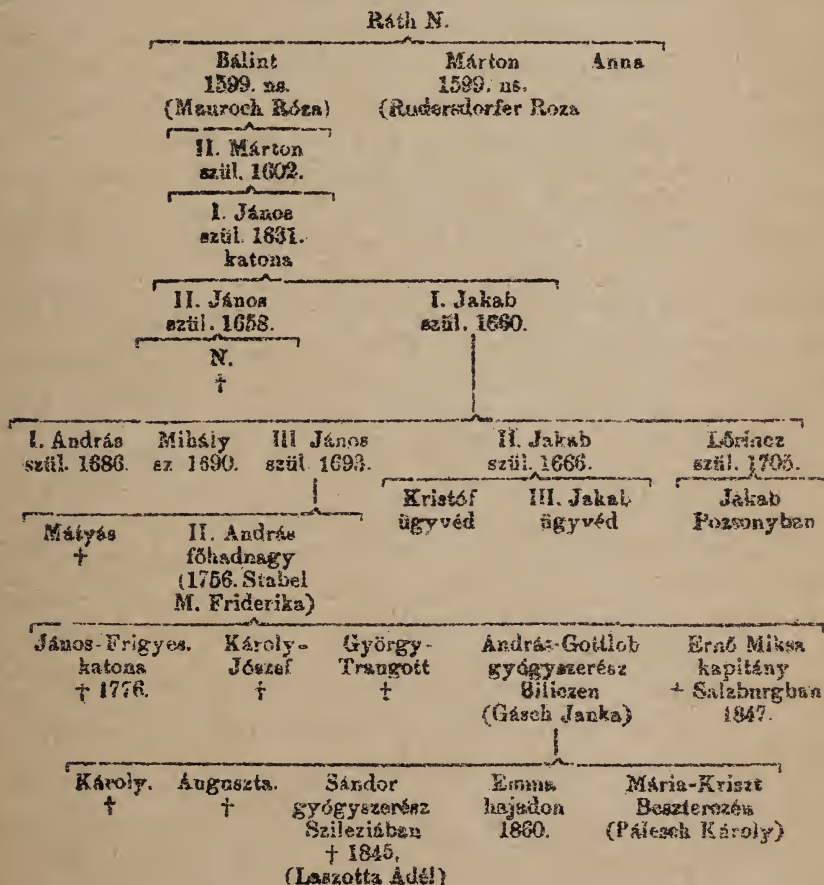 Ráth N.
Bálint Márton Anna
1599. ns. 1599. ns.
(Mauroch Róza) (Rudersdorfer Roza
II. Márton
szül. 1602.
I. János
szül. 1631.
katona
II. János I. Jakab
szül. 1658. szül. 1660.
N.
†
I. András Mihály III János II. Jakab Lőrincz
szül. 1686. sz 1690. szül 1693. szül. 1666. szül. 1705.
Kristóf III. Jakab Jakab
ügyvéd ügyvéd Pozsonyban
Mátyás II. András
† főhadnagy
(1756. Stabel
M. Friderika)
János-Frigyes. Károly- György- András-Gottlob Ernő Miksa
katona József Traugott gyógyszerész kapitány
† 1776. † † Biliczen † Salzburgban
(Gásch Janka) 1847.
Károly. Auguszta. Sándor Emma Mária-Kriszt
† † gyógyszerész hajadon Beszterczén
Sziléziában 1860. (Pálesch Károly)
† 1845.
(Laszotta Adél)